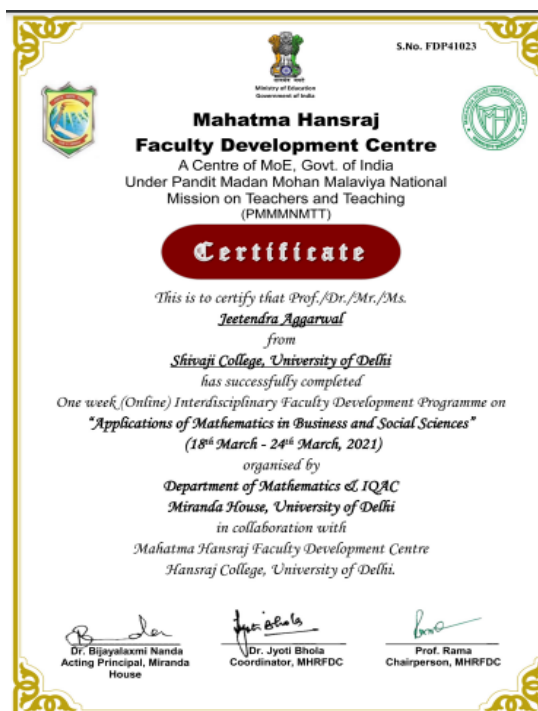 S.No. FDP41023
Ministry of Education
Government of India
Mahatma Hansraj
Faculty Development Centre
A Centre of MoE, Govt. of India
Under Pandit Madan Mohan Malaviya National
Mission on Teachers and Teaching
(PMMMNMTT)
Certificate
This is to certify that Prof./Dr./Mr./Ms.
Jeetendra Aggarwal
from
Shivaji College, University of Delhi
has successfully completed
One week (Online) Interdisciplinary Faculty Development Programme on
“Applications of Mathematics in Business and Social Sciences”
(18th March - 24th March, 2021)
organised by
Department of Mathematics & IQAC
Miranda House, University of Delhi
in collaboration with
Mahatma Hansraj Faculty Development Centre
Hansraj College, University of Delhi.
Jyoti Bhola
Dr. Bijayalaxmi Nanda
Acting Principal, Miranda
House
Dr. Jyoti Bhola
Coordinator, MHRFDC
Prof. Rama
Chairperson, MHRFDC